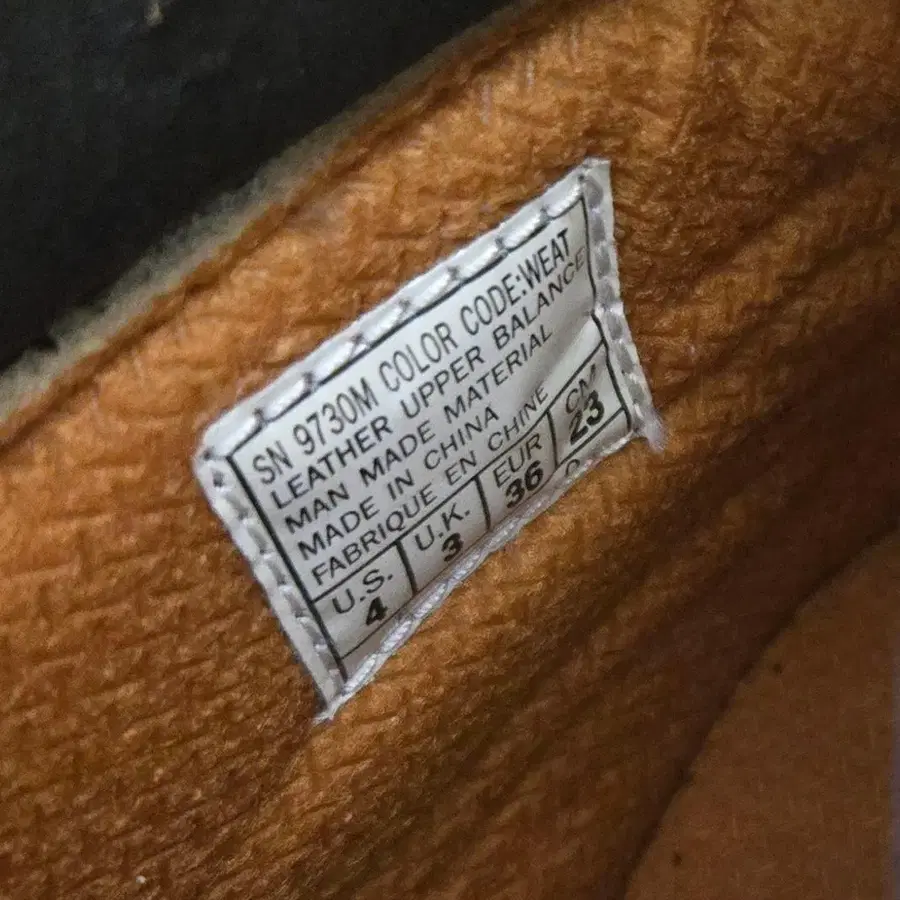 SN 9730M COLOR CODE:WEAT
LEATHER UPPER BALANCE
MAN MADE MATERIAL
MADE IN CHINA
FABRIQUE EN CHINE
U.S. U.K. EUR CM
4 3 36 23